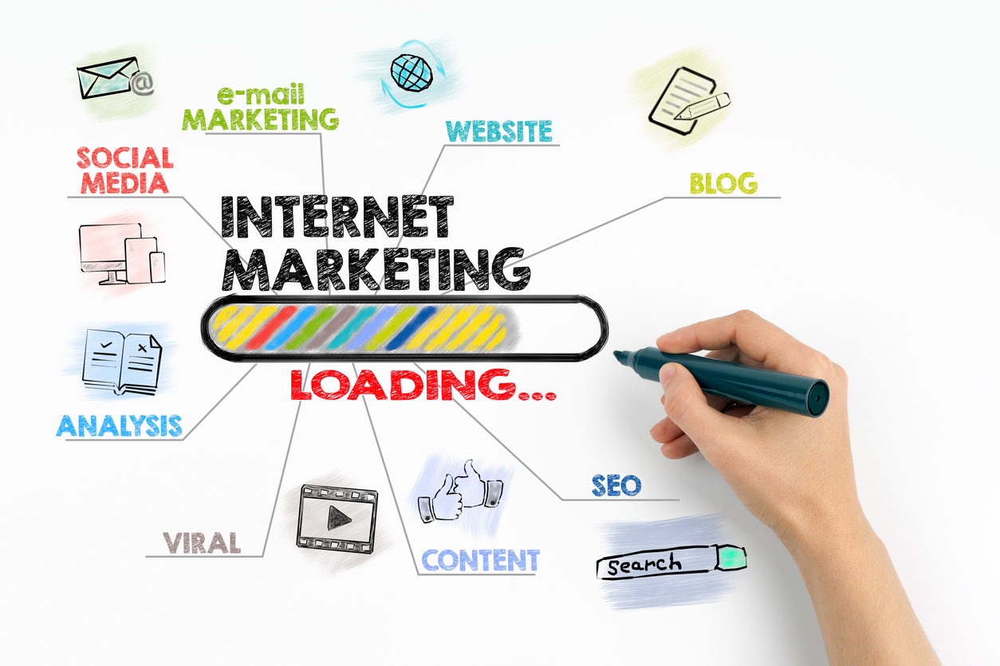 @
e-mail
MARKETING
WEBSITE
SOCIAL
MEDIA
BLOG
INTERNET
MARKETING
LOADING...
ANALYSIS
SEO
VIRAL
CONTENT
Search